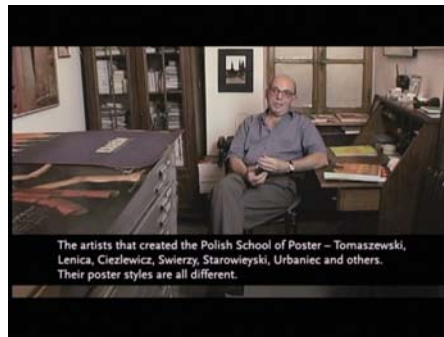 The artists that created the Polish School of Poster – Tomaszewski,
Lenica, Ciezlewicz, Swierzy, Starowieyski, Urbaniec and others.
Their poster styles are all different.